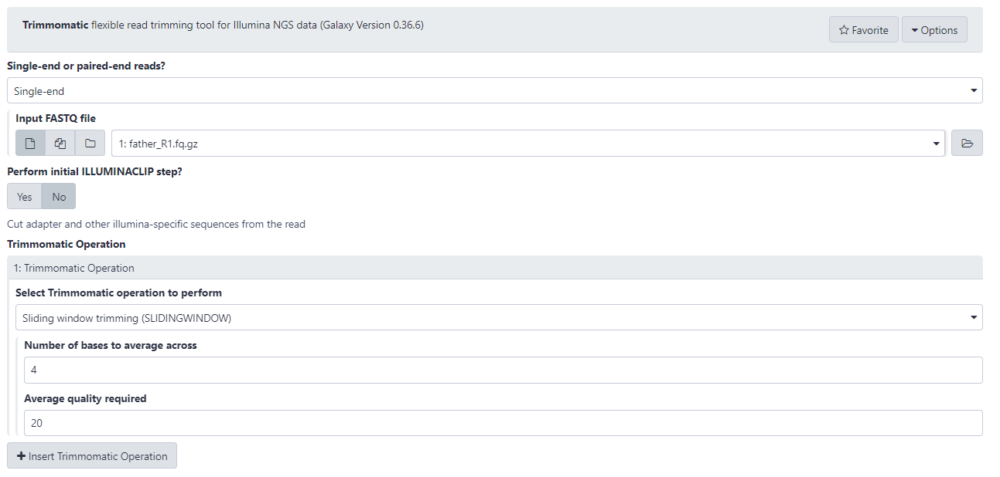 Trimmomatic flexible read trimming tool for Illumina NGS data (Galaxy Version 0.36.6)
Favorite
Options
Single-end or paired-end reads?
Single-end
Input FASTQ file
1: father_R1.fq.gz
Perform initial ILLUMINACLIP step?
Yes No
Cut adapter and other illumina-specific sequences from the read
Trimmomatic Operation
1: Trimmomatic Operation
Select Trimmomatic operation to perform
Sliding window trimming (SLIDINGWINDOW)
Number of bases to average across
4
Average quality required
20
+ Insert Trimmomatic Operation